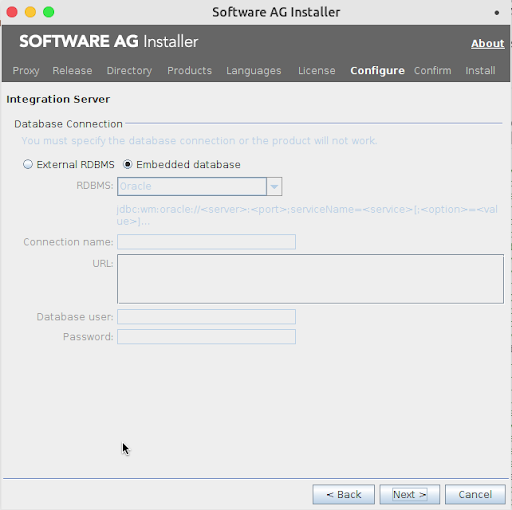 Software AG Installer
SOFTWARE AG Installer
About
Proxy Release Directory Products Languages License Configure Confirm Install
Integration Server
Database Connection
You must specify the database connection or the product will not work.
External RDBMS Embedded database
RDBMS: Oracle
jdbc:wm:oracle://<server>:<port>;serviceName=<service>[;<option>=<val
ue>]...
Connection name:
URL:
Database user:
Password:
< Back Next > Cancel